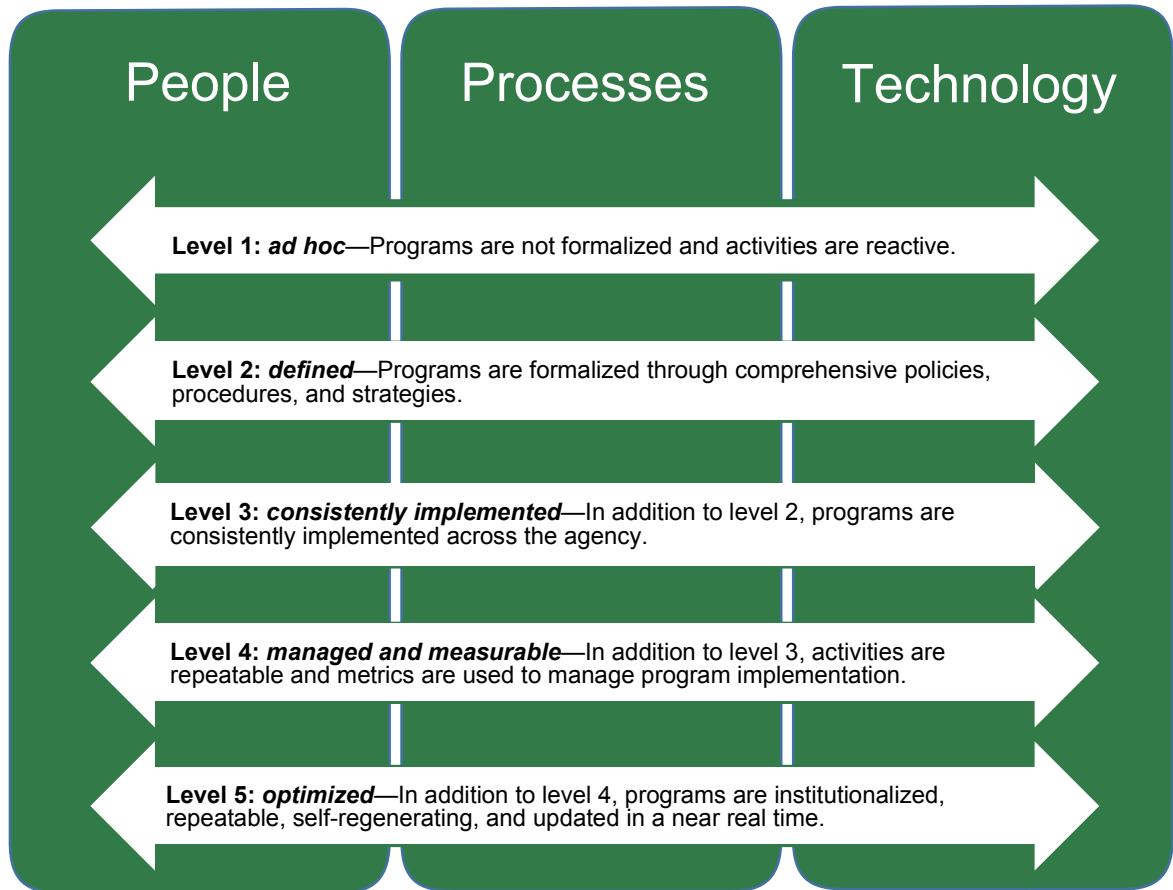 People
Processes
Technology
Level 1: ad hoc—Programs are not formalized and activities are reactive.
Level 2: defined—Programs are formalized through comprehensive policies,
procedures, and strategies.
Level 3: consistently implemented—In addition to level 2, programs are
consistently implemented across the agency.
Level 4: managed and measurable—In addition to level 3, activities are
repeatable and metrics are used to manage program implementation.
Level 5: optimized—In addition to level 4, programs are institutionalized,
repeatable, self-regenerating, and updated in a near real time.